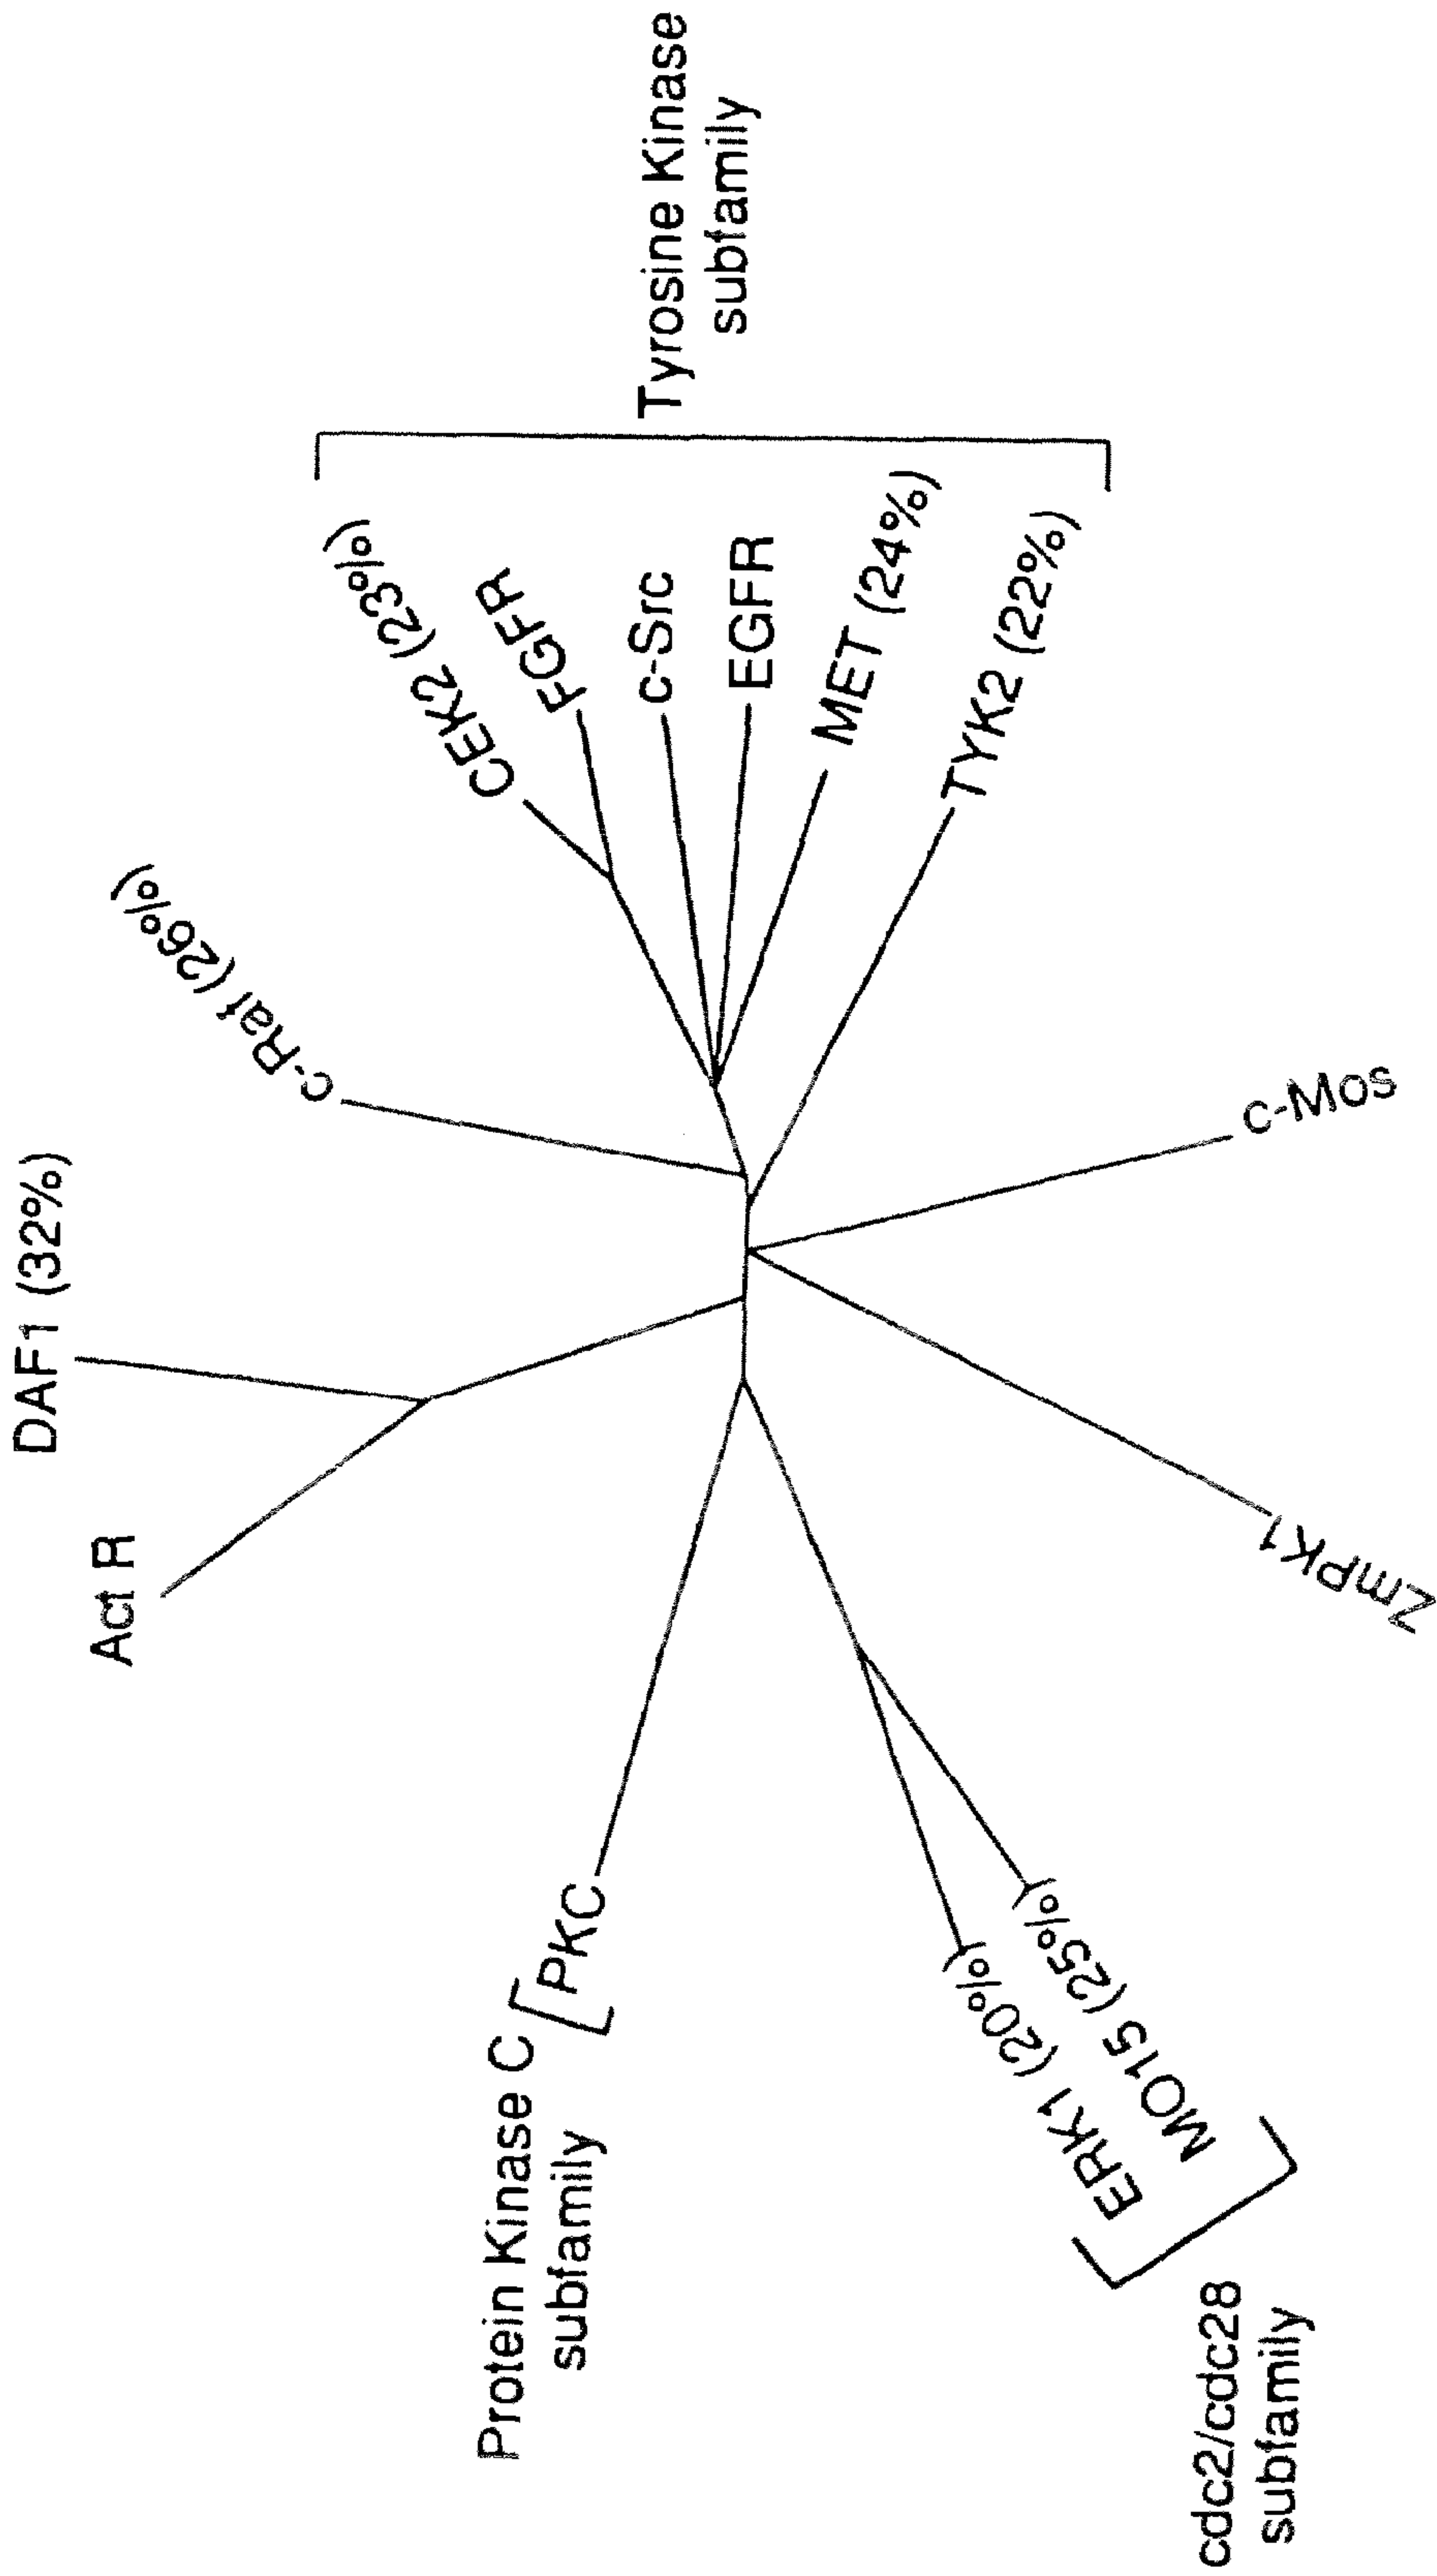 Protein Kinase C
subfamily
PKC
Act R
DAF1 (32%)
c-Raf (26%)
CEK2 (23%)
FGFR
c-Src
EGFR
MET (24%)
TYK2 (22%)
Tyrosine Kinase
subfamily
c-Mos
ZmPK1
ERK1 (20%)
MO15 (25%)
cdc2/cdc28
subfamily